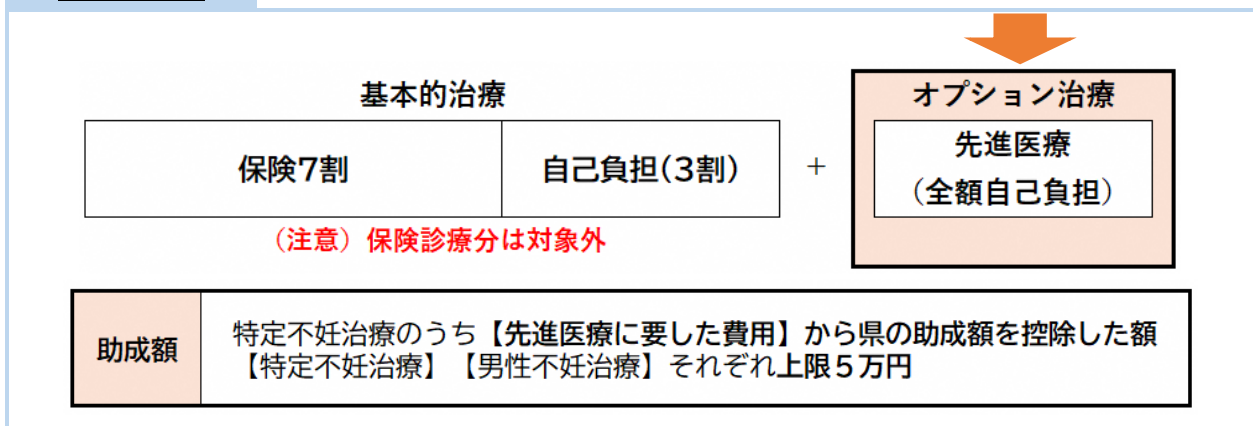 基本的治療
オプション治療
保険7割
自己負担(3割)
+
先進医療
（全額自己負担）
（注意）保険診療分は対象外
助成額
特定不妊治療のうち【先進医療に要した費用】から県の助成額を控除した額
【特定不妊治療】【男性不妊治療】それぞれ上限５万円